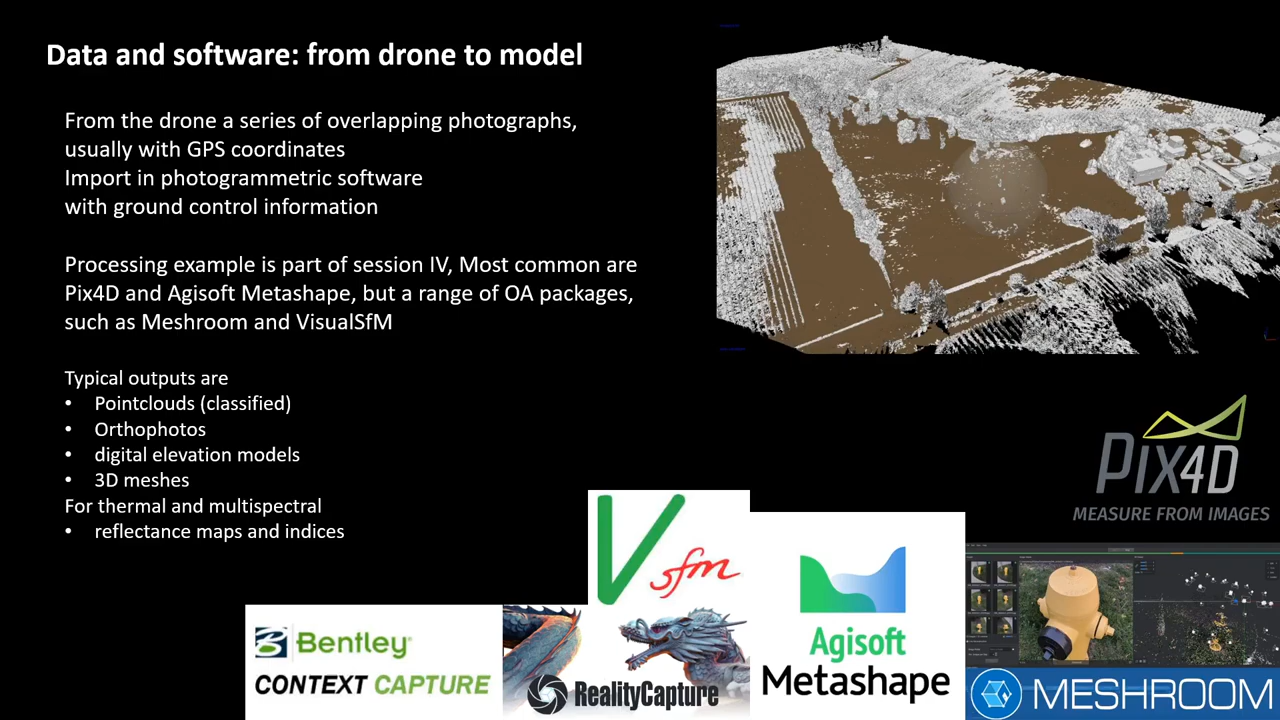 Data and software: from drone to model
From the drone a series of overlapping photographs,
usually with GPS coordinates
Import in photogrammetric software
with ground control information
Processing example is part of session IV, Most common are
Pix4D and Agisoft Metashape, but a range of OA packages,
such as Meshroom and VisualSfM
Typical outputs are
• Pointclouds (classified)
• Orthophotos
• digital elevation models
• 3D meshes
For thermal and multispectral
• reflectance maps and indices
PIX4D
MEASURE FROM IMAGES
V
sfm
Agisoft
Metashape
Bentley®
CONTEXT CAPTURE
RealityCapture
MESHROOM